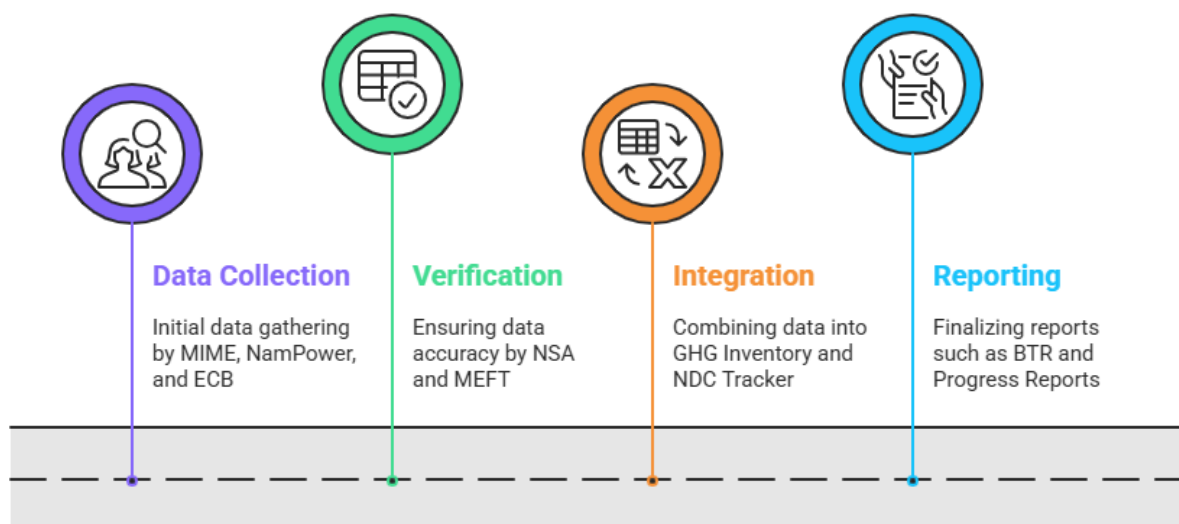 Data Collection
Initial data gathering
by MIME, NamPower,
and ECB
Verification
Ensuring data
accuracy by NSA
and MEFT
Integration
Combining data into
GHG Inventory and
NDC Tracker
Reporting
Finalizing reports
such as BTR and
Progress Reports